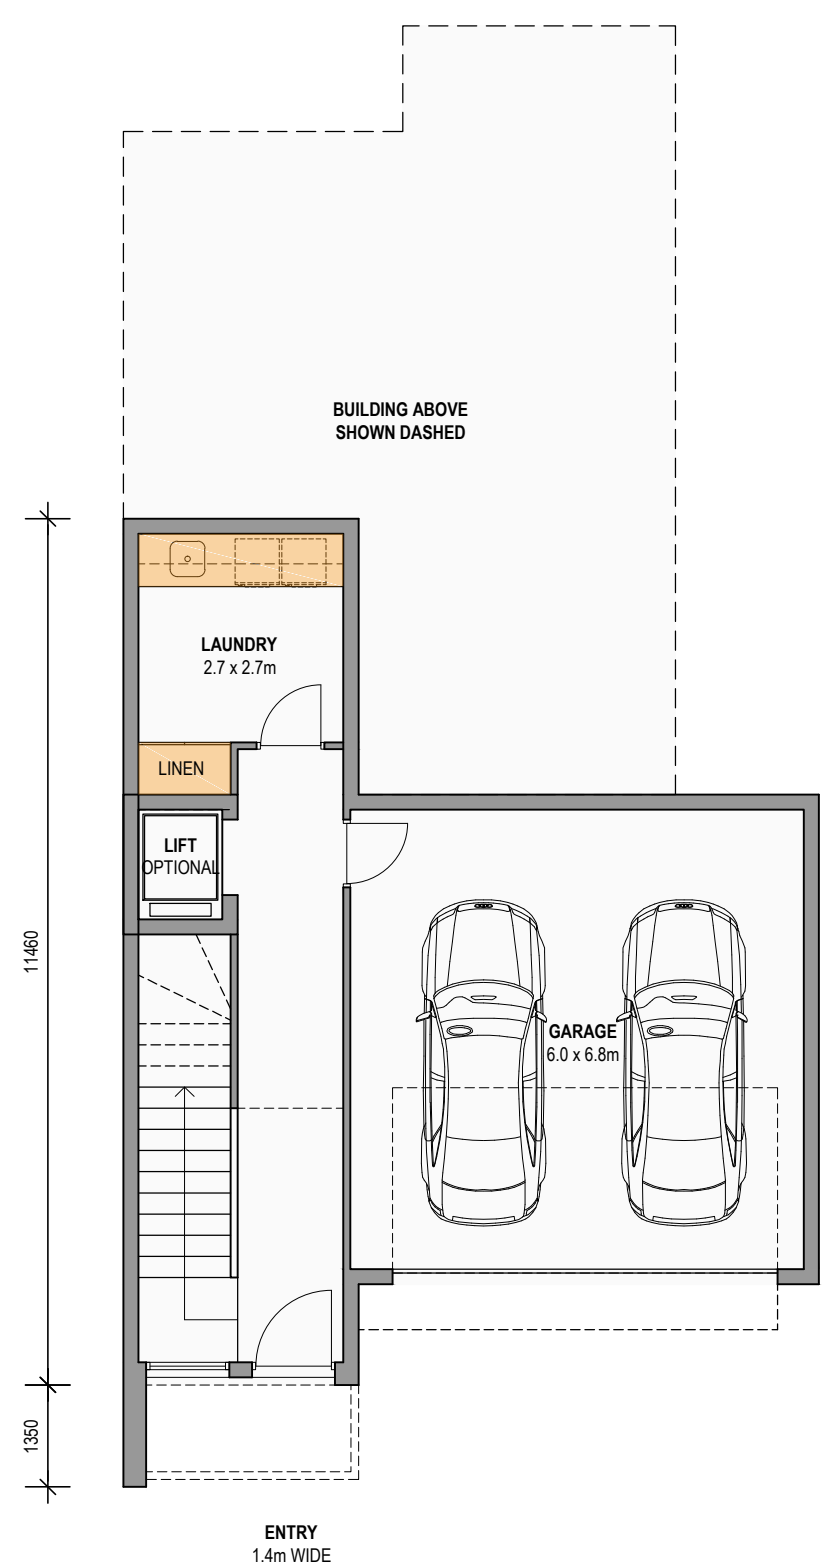 BUILDING ABOVE
SHOWN DASHED
LAUNDRY
2.7 x 2.7m
LINEN
LIFT
OPTIONAL
11460
GARAGE
6.0 x 6.8m
1350
ENTRY
1.4m WIDE